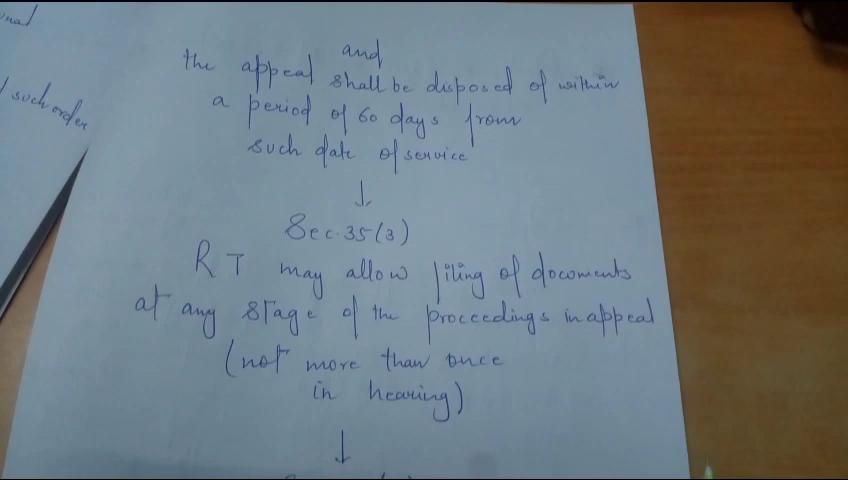 such order
and
the appeal shall be disposed of within
a period of 60 days from
such date of service
↓
Sec.35(3)
RT may allow filing of documents
at any stage of the proceedings in appeal
(not more than once
in hearing)
↓